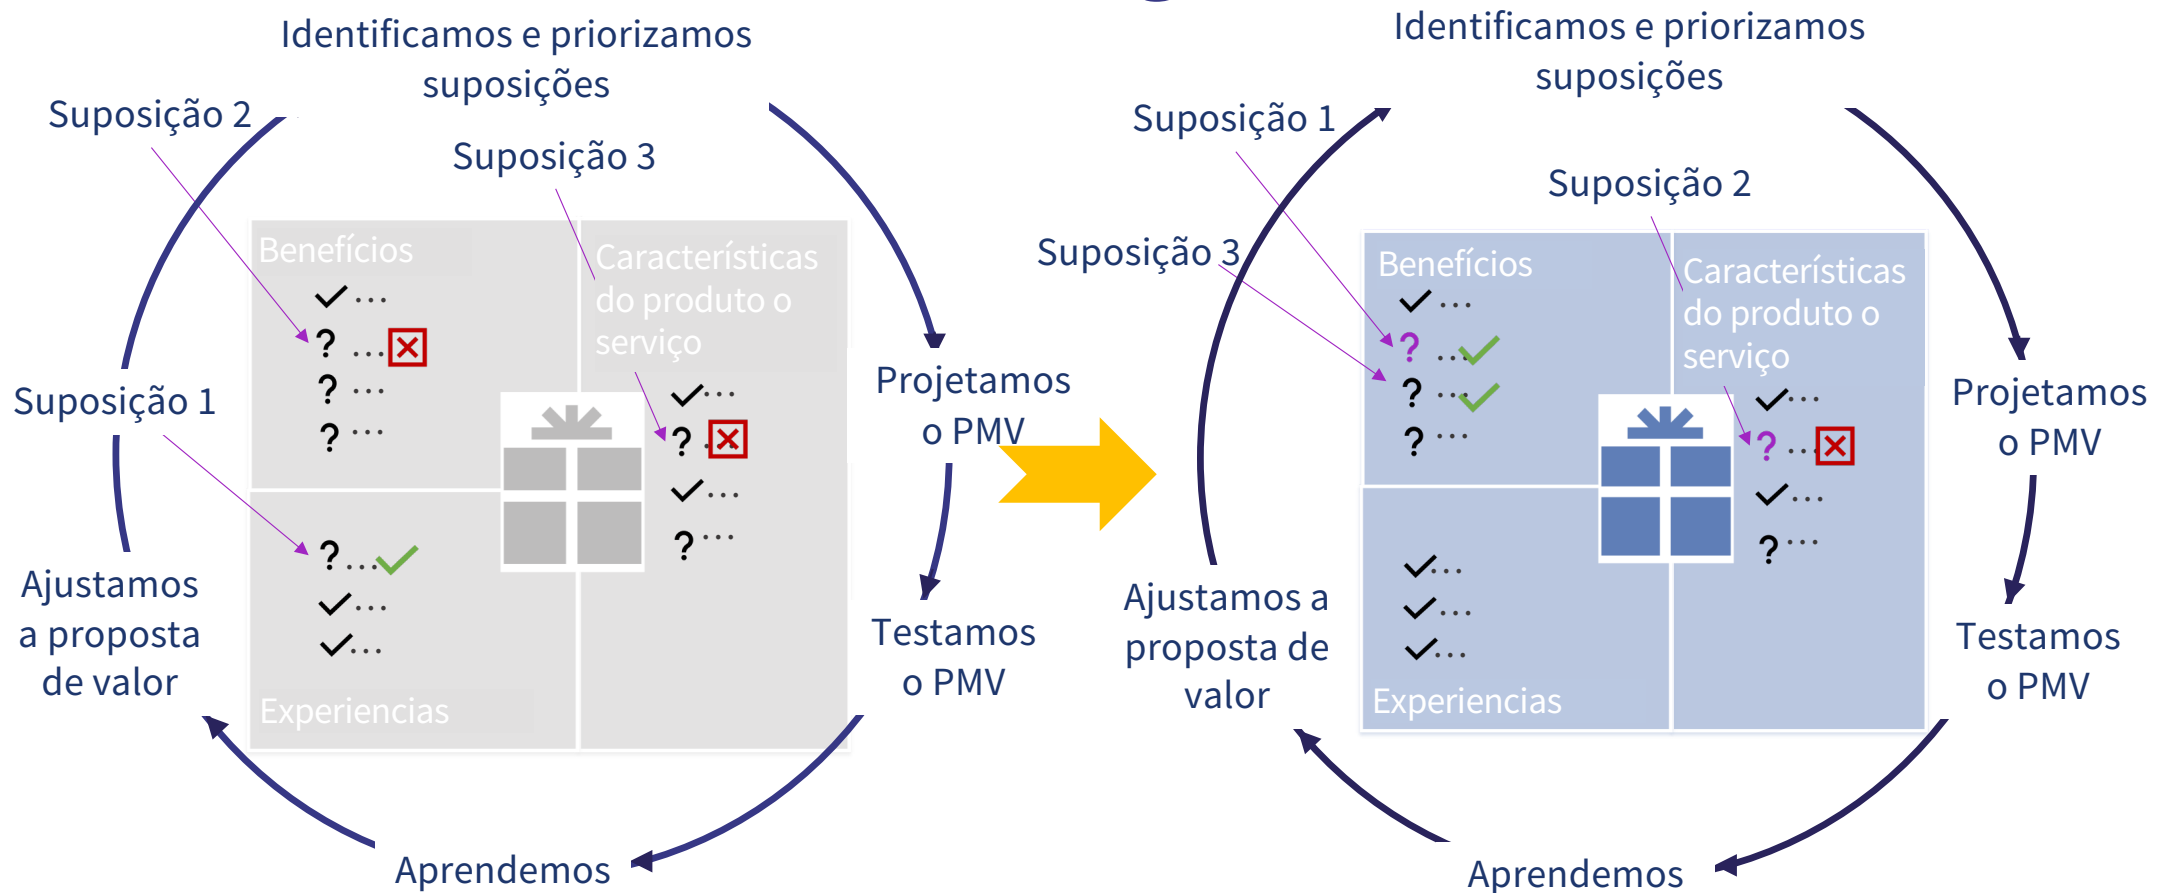 Identificamos e priorizamos
suposições
Suposição 2
Suposição 3
Benefícios
...
? ...
? ...
? ...
Características
do produto o
serviço
...
? ...
...
? ...
Suposição 1
? ...
...
...
Experiencias
Projetamos
o PMV
Testamos
o PMV
Aprendemos
Ajustamos
a proposta
de valor
Identificamos e priorizamos
suposições
Suposição 1
Suposição 2
Suposição 3
Benefícios
...
? ...
? ...
? ...
Características
do produto o
serviço
...
? ...
...
? ...
...
...
...
Experiencias
Projetamos
o PMV
Testamos
o PMV
Aprendemos
Ajustamos a
proposta de
valor